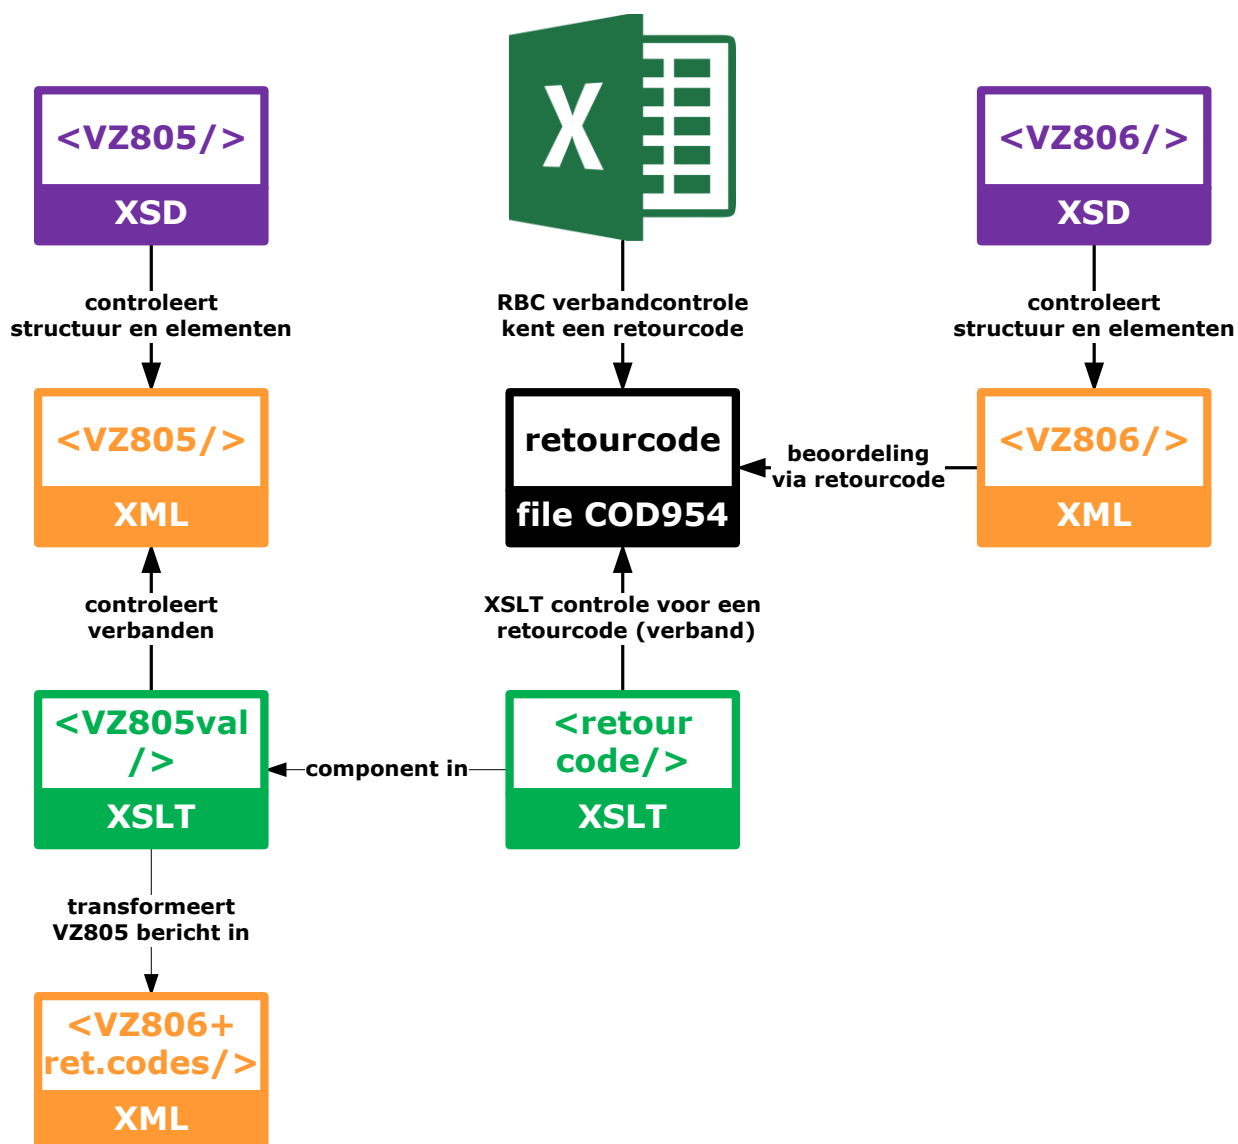 X
<VZ805/>
XSD
<VZ806/>
XSD
controleert
structuur en elementen
RBC verbandcontrole
kent een retourcode
controleert
structuur en elementen
<VZ805/>
XML
retourcode
file COD954
beoordeling
via retourcode
<VZ806/>
XML
controleert
verbanden
XSLT controle voor een
retourcode (verband)
<VZ805val
/>
XSLT
component in
<retour
code/>
XSLT
transformeert
VZ805 bericht in
<VZ806+
ret.codes/>
XML